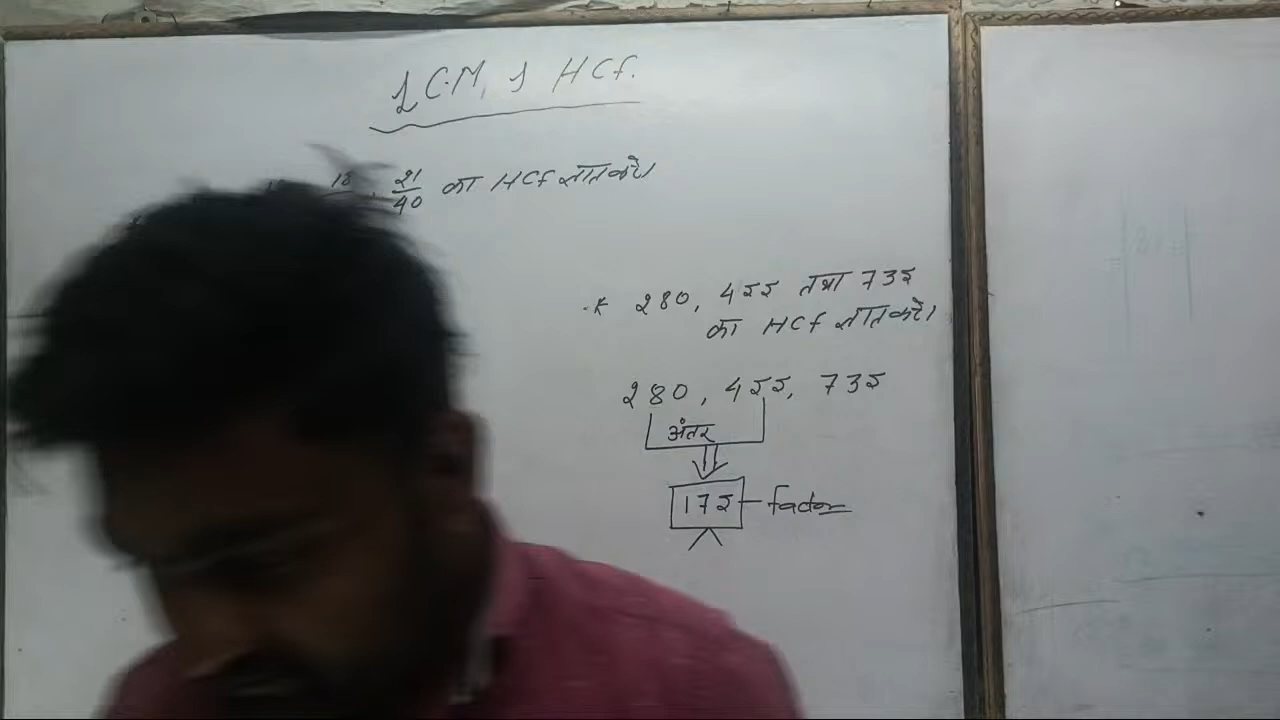 LCM, & HCF.
18, 21/40 का HCF ज्ञात करें।
* 280, 455 तथा 735
का HCF ज्ञात करें।
280, 455, 735
अंतर
175 — factor